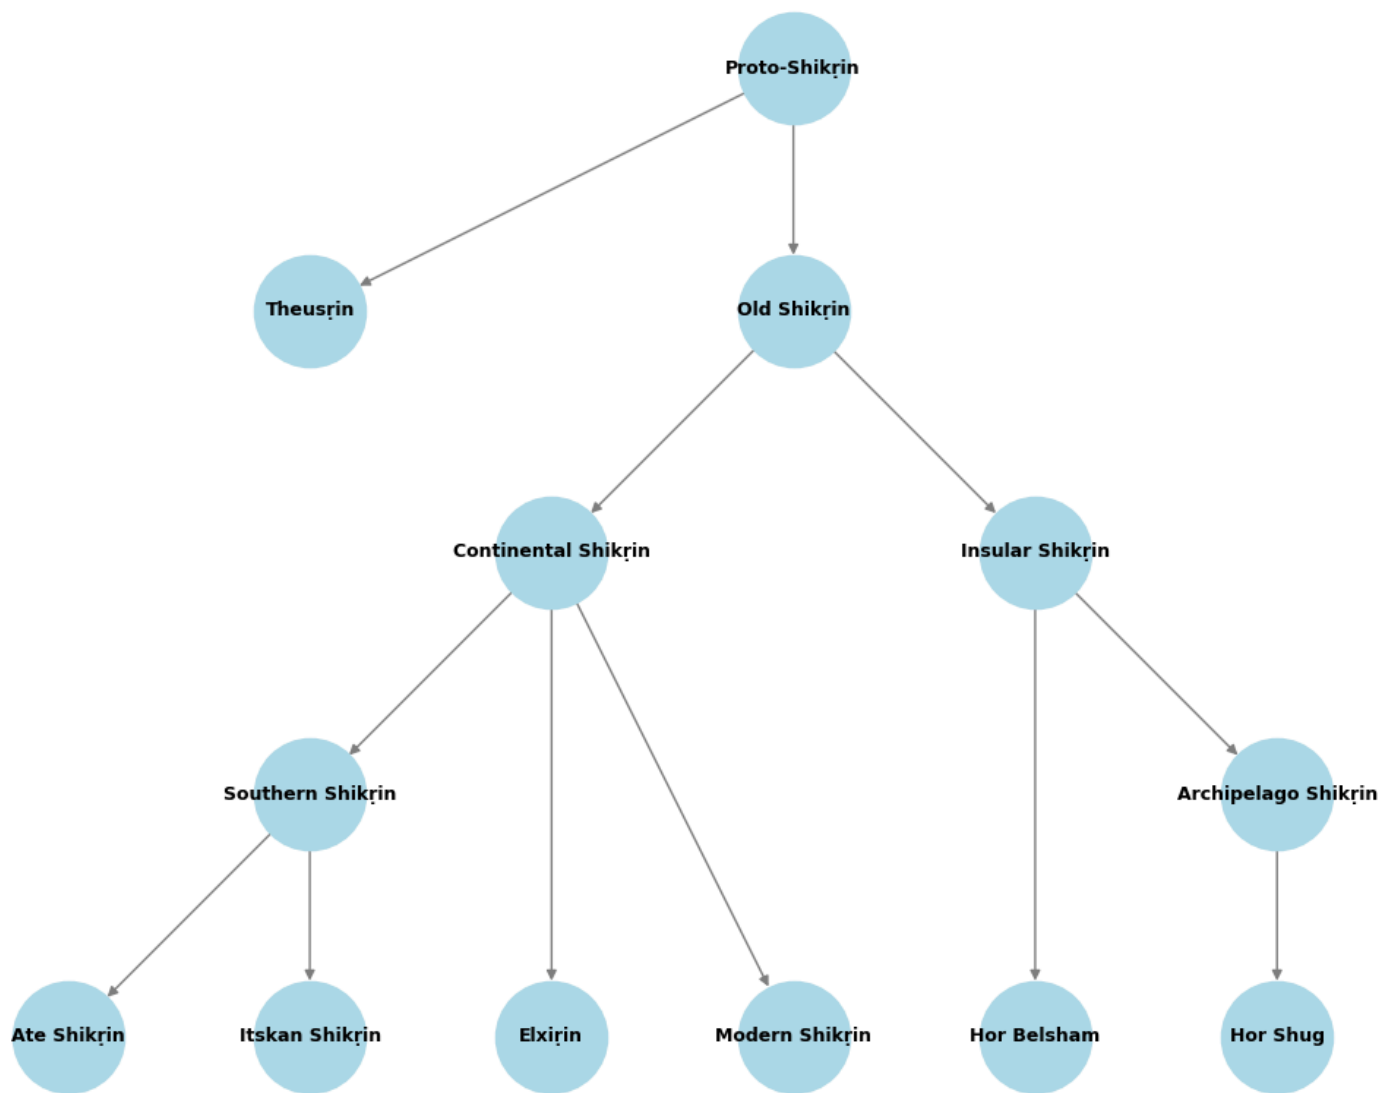 Proto-Shikṛin
Theusṛin
Old Shikṛin
Continental Shikṛin
Insular Shikṛin
Southern Shikṛin
Archipelago Shikṛin
Ate Shikṛin
Itskan Shikṛin
Elxiṛin
Modern Shikṛin
Hor Belsham
Hor Shug